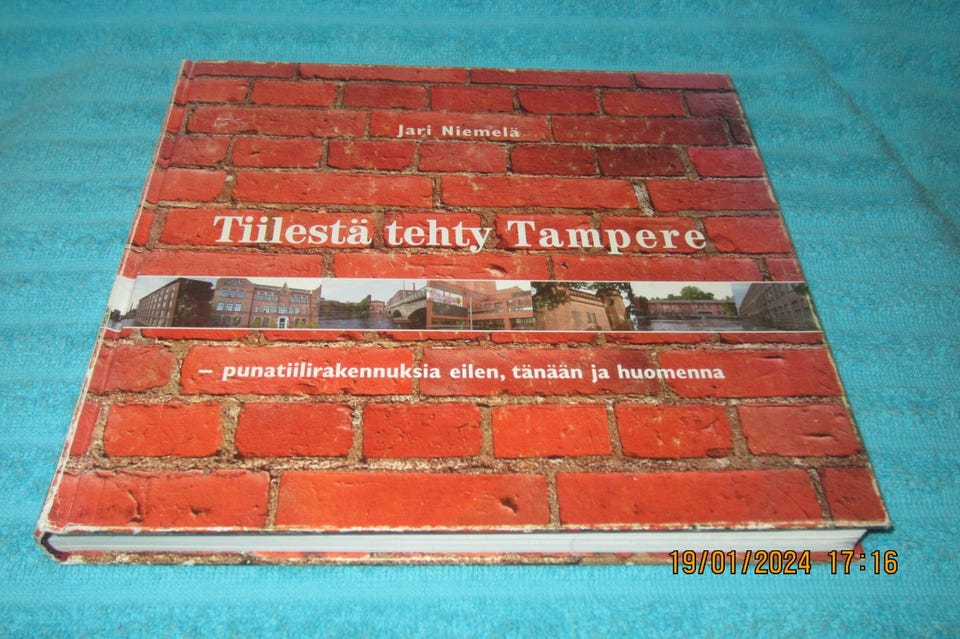 Jari Niemelä
Tiilestä tehty Tampere
– punatiilirakennuksia eilen, tänään ja huomenna
19/01/2024 17:16